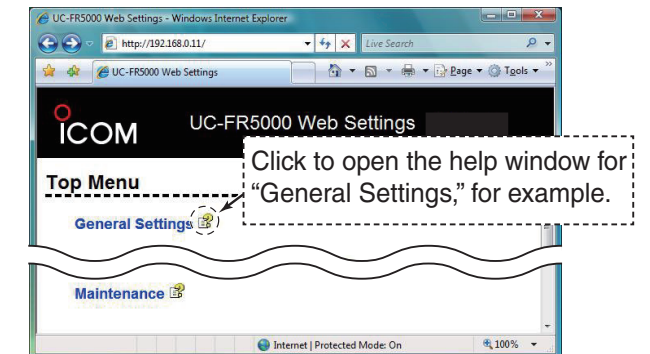 UC-FR5000 Web Settings - Windows Internet Explorer
http://192.168.0.11/
Live Search
UC-FR5000 Web Settings
Page
Tools
ICOM
UC-FR5000 Web Settings
Click to open the help window for
“General Settings,” for example.
Top Menu
General Settings
Maintenance
Internet | Protected Mode: On
100%